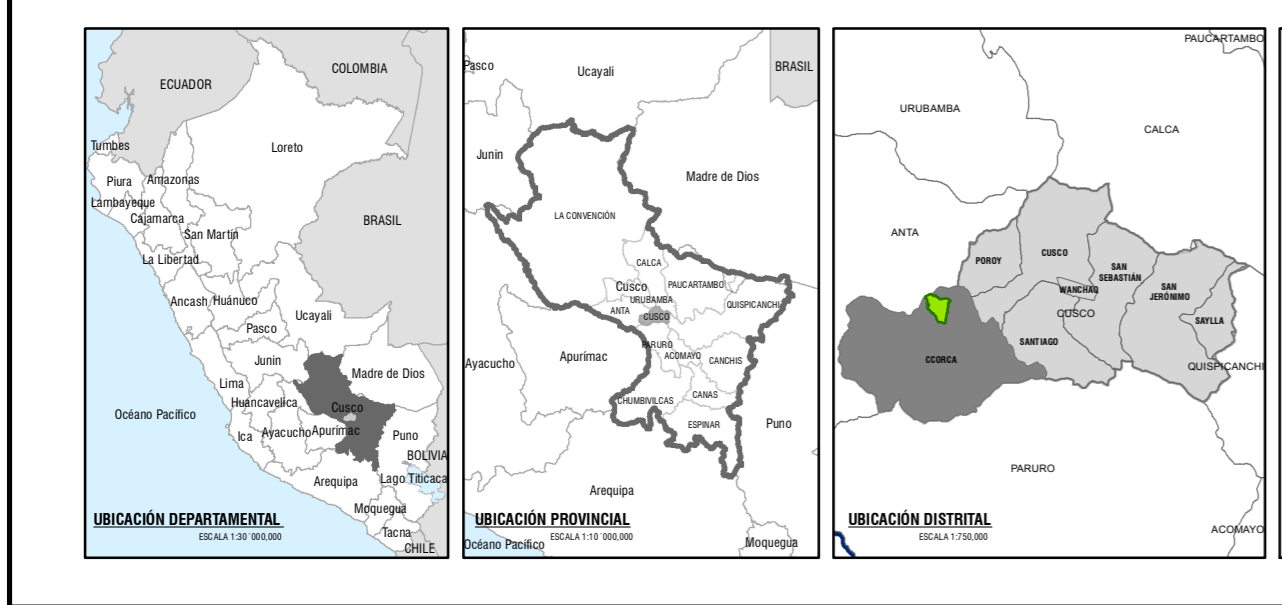 ECUADOR
COLOMBIA
Tumbes
Loreto
Piura
Amazonas
Lambayeque
Cajamarca
San Martín
BRASIL
La Libertad
Ancash
Huánuco
Ucayali
Pasco
Junin
Lima
Madre de Dios
Huancavelica
Cusco
Océano Pacífico
Ica
Ayacucho
Apurímac
Puno
BOLIVIA
Arequipa
Lago Titicaca
Moquegua
Tacna
CHILE
UBICACIÓN DEPARTAMENTAL
ESCALA 1:30´000,000
Pasco
Ucayali
BRASIL
Junin
Madre de Dios
LA CONVENCIÓN
CALCA
Cusco
PAUCARTAMBO
URUBAMBA
QUISPICANCHI
ANTA
CUSCO
PARURO
ACOMAYO
CANCHIS
Ayacucho
Apurímac
CHUMBIVILCAS
CANAS
ESPINAR
Puno
Arequipa
UBICACIÓN PROVINCIAL
ESCALA 1:10´000,000
Océano Pacífico
Moquegua
PAUCARTAMBO
URUBAMBA
CALCA
ANTA
POROY
CUSCO
SAN
SEBASTIÁN
WANCHAQ
SAN
JERÓNIMO
CUSCO
SAYLLA
SANTIAGO
CCORCA
QUISPICANCHI
PARURO
UBICACIÓN DISTRITAL
ESCALA 1:750,000
ACOMAYO